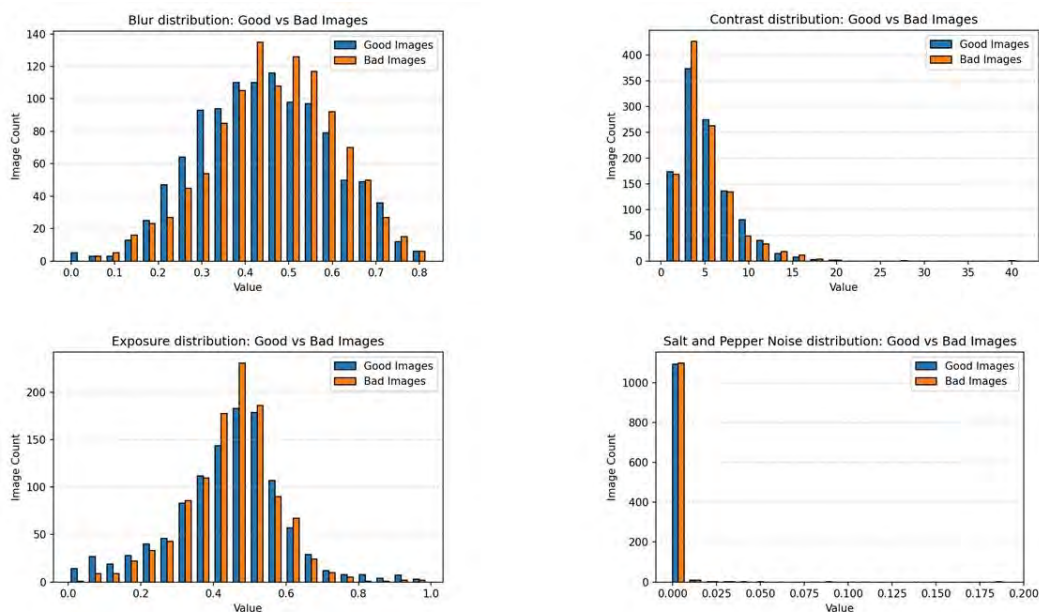 Blur distribution: Good vs Bad Images
Image Count
140
120
100
80
60
40
20
0
Good Images
Bad Images
0.0 0.1 0.2 0.3 0.4 0.5 0.6 0.7 0.8
Value
Contrast distribution: Good vs Bad Images
Image Count
400
350
300
250
200
150
100
50
0
Good Images
Bad Images
0 5 10 15 20 25 30 35 40
Value
Exposure distribution: Good vs Bad Images
Image Count
200
150
100
50
0
Good Images
Bad Images
0.0 0.2 0.4 0.6 0.8 1.0
Value
Salt and Pepper Noise distribution: Good vs Bad Images
Image Count
1000
800
600
400
200
0
Good Images
Bad Images
0.000 0.025 0.050 0.075 0.100 0.125 0.150 0.175 0.200
Value